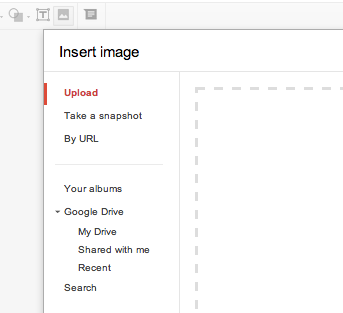 Insert image
Upload
Take a snapshot
By URL
Your albums
Google Drive
My Drive
Shared with me
Recent
Search